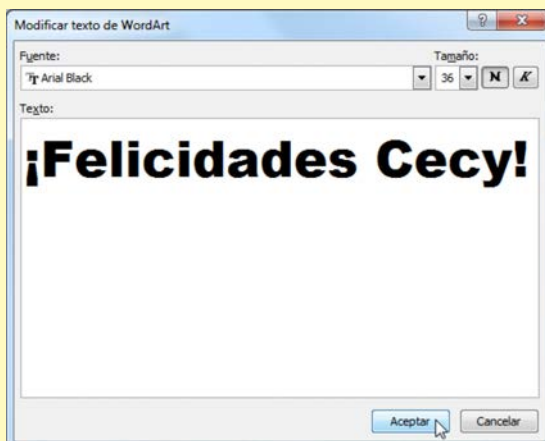 Modificar texto de WordArt
Fuente: Tamaño:
Arial Black 36 N K
Texto:
¡Felicidades Cecy!
Aceptar Cancelar